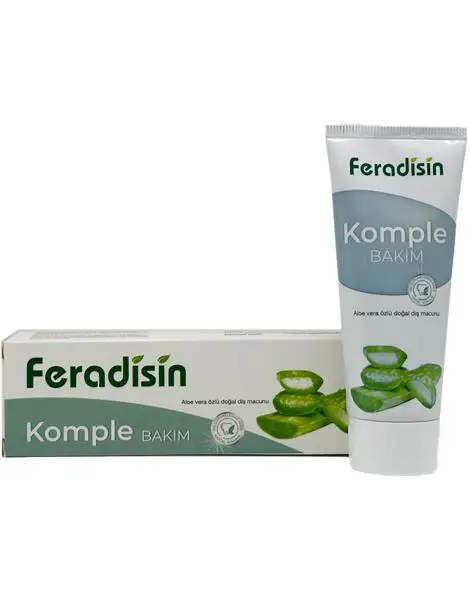 Feradisin
Komple
BAKIM
Aloe vera özlü doğal diş macunu.
Feradisin
Aloe vera özlü doğal diş macunu.
Komple BAKIM